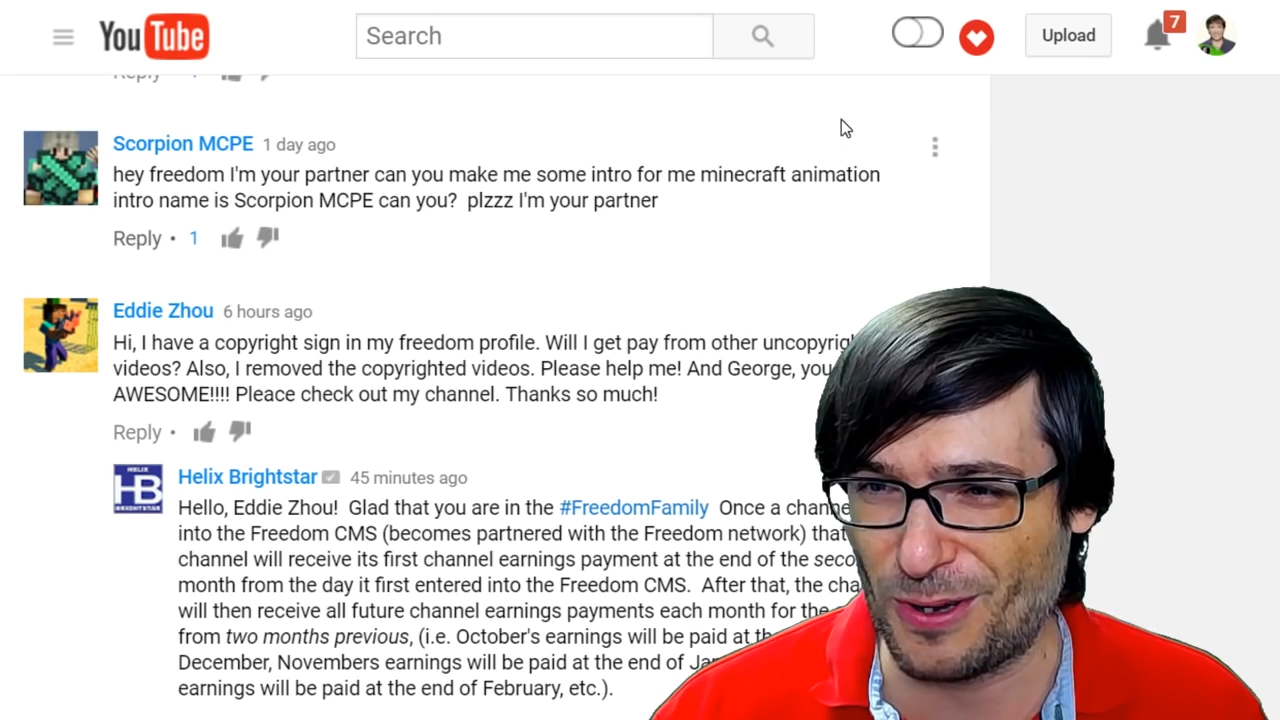 YouTube
Search
Upload
7
Reply
Scorpion MCPE 1 day ago
hey freedom I'm your partner can you make me some intro for me minecraft animation
intro name is Scorpion MCPE can you?  plzzz I'm your partner
Reply • 1
Eddie Zhou 6 hours ago
Hi, I have a copyright sign in my freedom profile. Will I get pay from other
videos? Also, I removed the copyrighted videos. Please help me! And George, you
AWESOME!!!! Pleace check out my channel. Thanks so much!
Reply •
HELIX
HB
BRIGHTSTAR
Helix Brightstar 45 minutes ago
Hello, Eddie Zhou!  Glad that you are in the #FreedomFamily  Once a
into the Freedom CMS (becomes partnered with the Freedom network)
channel will receive its first channel earnings payment at the end of the
month from the day it first entered into the Freedom CMS.  After that, the
will then receive all future channel earnings payments each month for the
from two months previous, (i.e. October's earnings will be paid at
December, Novembers earnings will be paid at the end of
earnings will be paid at the end of February, etc.).